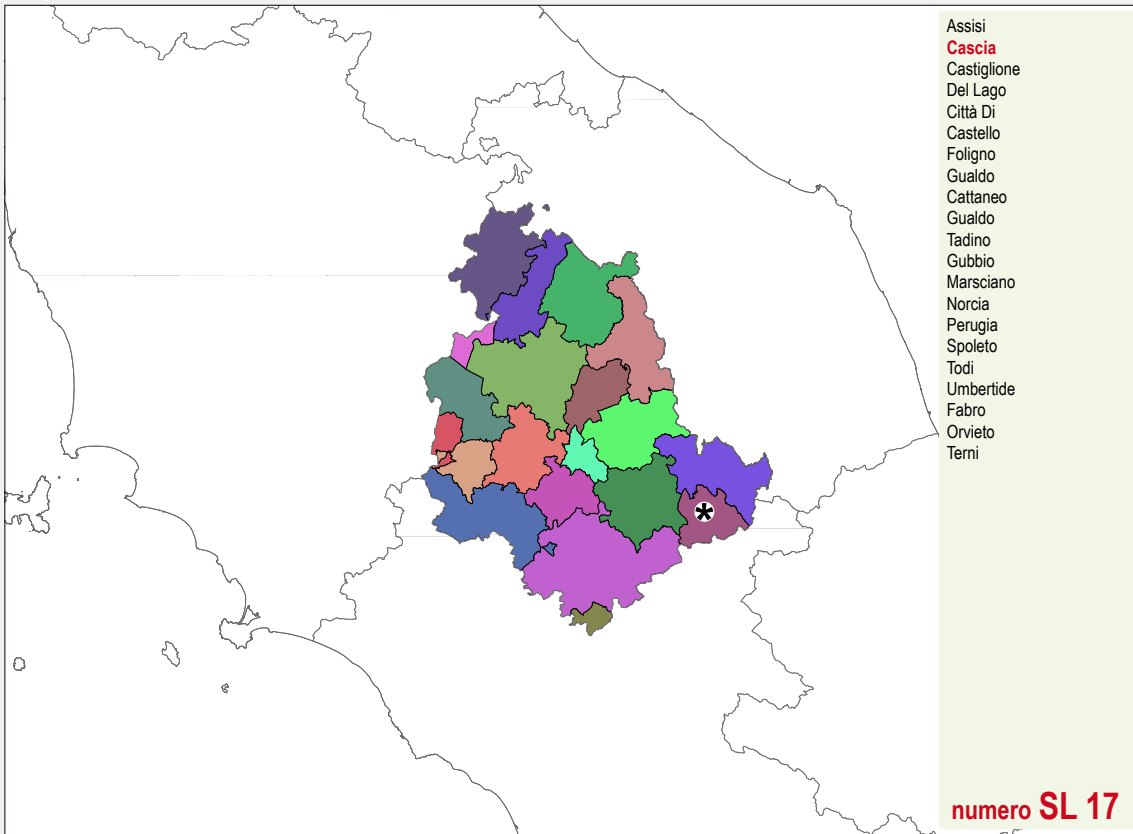 Assisi
Cascia
Castiglione
Del Lago
Città Di
Castello
Foligno
Gualdo
Cattaneo
Gualdo
Tadino
Gubbio
Marsciano
Norcia
Perugia
Spoleto
Todi
Umbertide
Fabro
Orvieto
Terni
*
numero SL 17